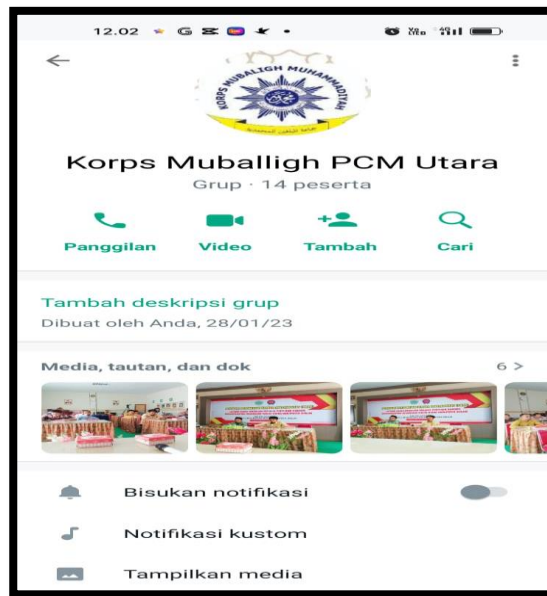 12.02
KORPS MUBALIGH MUHAMMADIYAH
Korps Muballigh PCM Utara
Grup · 14 peserta
Panggilan Video Tambah Cari
Tambah deskripsi grup
Dibuat oleh Anda, 28/01/23
Media, tautan, dan dok 6 >
Bisukan notifikasi
Notifikasi kustom
Tampilkan media